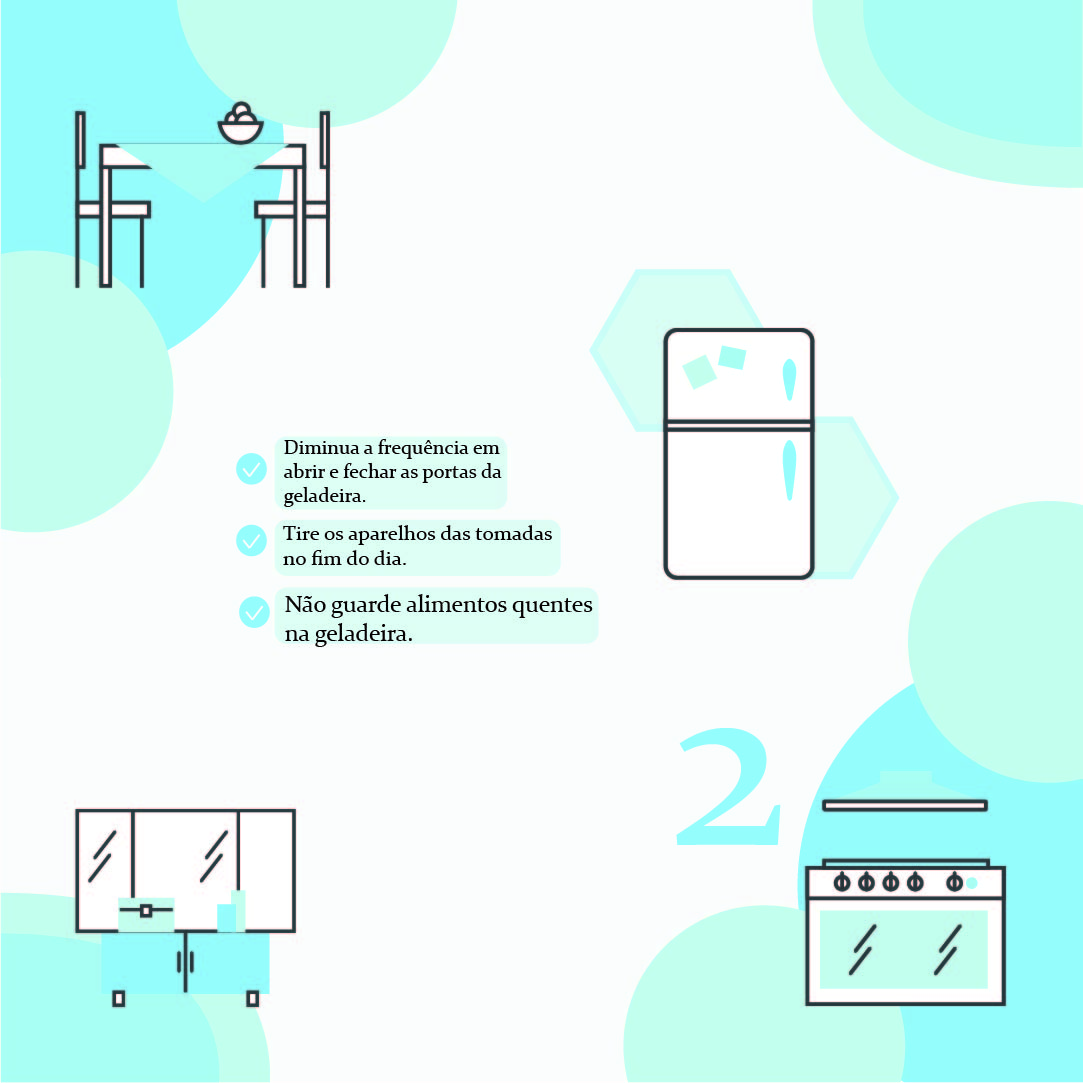 Diminua a frequência em
abrir e fechar as portas da
geladeira.
Tire os aparelhos das tomadas
no fim do dia.
Não guarde alimentos quentes
na geladeira.
2